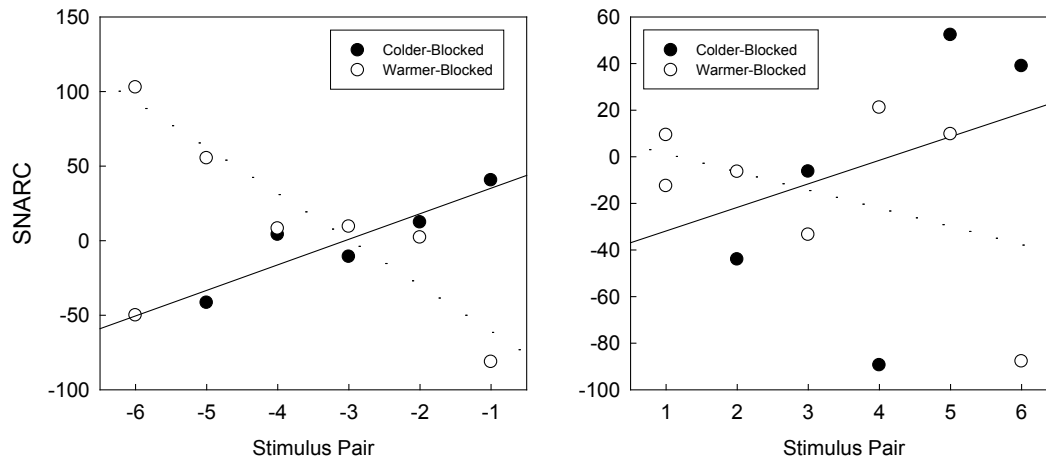 150
100
50
0
-50
-100
SNARC
-6 -5 -4 -3 -2 -1
Stimulus Pair
Colder-Blocked
Warmer-Blocked
60
40
20
0
-20
-40
-60
-80
-100
1 2 3 4 5 6
Stimulus Pair
Colder-Blocked
Warmer-Blocked